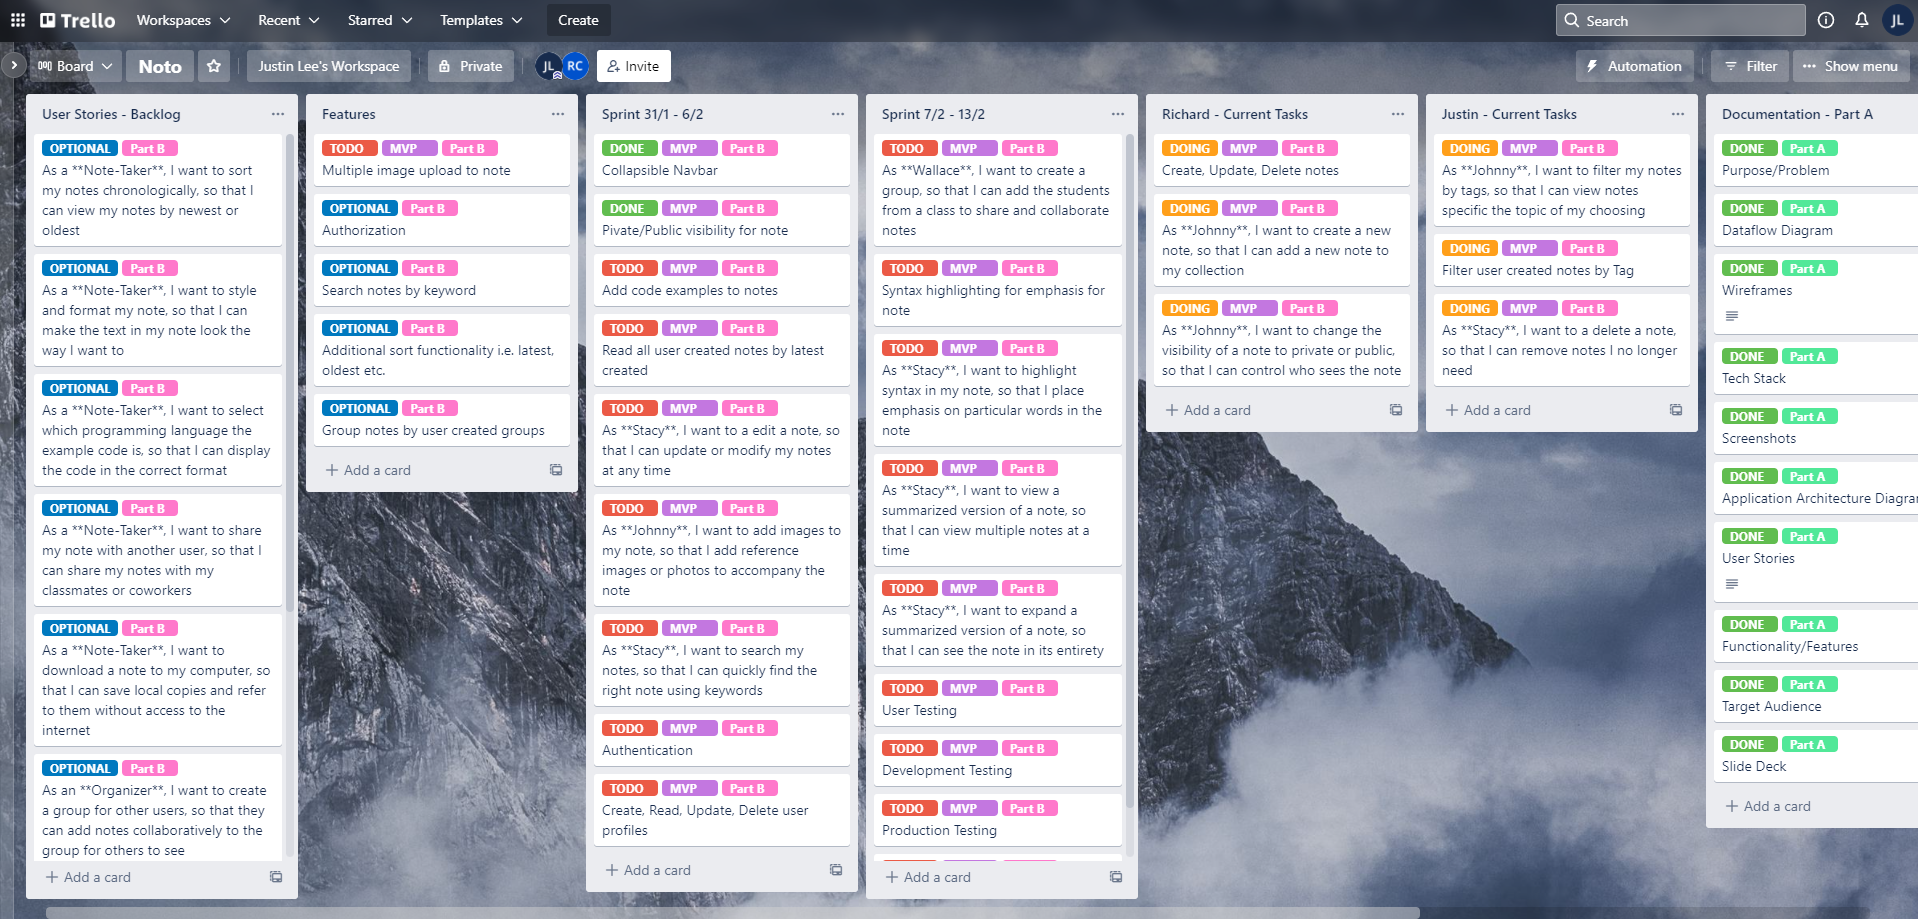 Trello
Workspaces
Recent
Starred
Templates
Create
Search
JL
Board
Noto
Justin Lee's Workspace
Private
JL
RC
Invite
Automation
Filter
Show menu
User Stories - Backlog
OPTIONAL Part B
As a **Note-Taker**, I want to sort
my notes chronologically, so that I
can view my notes by newest or
oldest
OPTIONAL Part B
As a **Note-Taker**, I want to style
and format my note, so that I can
make the text in my note look the
way I want to
OPTIONAL Part B
As a **Note-Taker**, I want to select
which programming language the
example code is, so that I can display
the code in the correct format
OPTIONAL Part B
As a **Note-Taker**, I want to share
my note with another user, so that I
can share my notes with my
classmates or coworkers
OPTIONAL Part B
As a **Note-Taker**, I want to
download a note to my computer, so
that I can save local copies and refer
to them without access to the
internet
OPTIONAL Part B
As an **Organizer**, I want to create
a group for other users, so that they
can add notes collaboratively to the
group for others to see
+ Add a card
Features
TODO MVP Part B
Multiple image upload to note
OPTIONAL Part B
Authorization
OPTIONAL Part B
Search notes by keyword
OPTIONAL Part B
Additional sort functionality i.e. latest,
oldest etc.
OPTIONAL Part B
Group notes by user created groups
+ Add a card
Sprint 31/1 - 6/2
DONE MVP Part B
Collapsible Navbar
DONE MVP Part B
Pivate/Public visibility for note
TODO MVP Part B
Add code examples to notes
TODO MVP Part B
Read all user created notes by latest
created
TODO MVP Part B
As **Stacy**, I want to a edit a note, so
that I can update or modify my notes
at any time
TODO MVP Part B
As **Johnny**, I want to add images to
my note, so that I add reference
images or photos to accompany the
note
TODO MVP Part B
As **Stacy**, I want to search my
notes, so that I can quickly find the
right note using keywords
TODO MVP Part B
Authentication
TODO MVP Part B
Create, Read, Update, Delete user
profiles
+ Add a card
Sprint 7/2 - 13/2
TODO MVP Part B
As **Wallace**, I want to create a
group, so that I can add the students
from a class to share and collaborate
notes
TODO MVP Part B
Syntax highlighting for emphasis for
note
TODO MVP Part B
As **Stacy**, I want to highlight
syntax in my note, so that I place
emphasis on particular words in the
note
TODO MVP Part B
As **Stacy**, I want to view a
summarized version of a note, so
that I can view multiple notes at a
time
TODO MVP Part B
As **Stacy**, I want to expand a
summarized version of a note, so
that I can see the note in its entirety
TODO MVP Part B
User Testing
TODO MVP Part B
Development Testing
TODO MVP Part B
Production Testing
+ Add a card
Richard - Current Tasks
DOING MVP Part B
Create, Update, Delete notes
DOING MVP Part B
As **Johnny**, I want to create a new
note, so that I can add a new note to
my collection
DOING MVP Part B
As **Johnny**, I want to change the
visibility of a note to private or public,
so that I can control who sees the note
+ Add a card
Justin - Current Tasks
DOING MVP Part B
As **Johnny**, I want to filter my notes
by tags, so that I can view notes
specific the topic of my choosing
DOING MVP Part B
Filter user created notes by Tag
DOING MVP Part B
As **Stacy**, I want to a delete a note,
so that I can remove notes I no longer
need
+ Add a card
Documentation - Part A
DONE Part A
Purpose/Problem
DONE Part A
Dataflow Diagram
DONE Part A
Wireframes
DONE Part A
Tech Stack
DONE Part A
Screenshots
DONE Part A
Application Architecture Diagra
DONE Part A
User Stories
DONE Part A
Functionality/Features
DONE Part A
Target Audience
DONE Part A
Slide Deck
+ Add a card